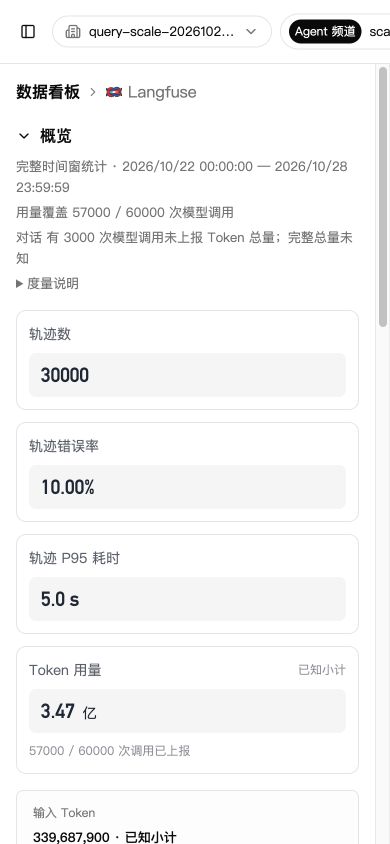 query-scale-2026102...
Agent 频道
sca
数据看板 > Langfuse
概览
完整时间窗统计 · 2026/10/22 00:00:00 — 2026/10/28
23:59:59
用量覆盖 57000 / 60000 次模型调用
对话 有 3000 次模型调用未上报 Token 总量；完整总量未
知
度量说明
轨迹数
30000
轨迹错误率
10.00%
轨迹 P95 耗时
5.0 s
Token 用量
已知小计
3.47 亿
57000 / 60000 次调用已上报
输入 Token
339,687,900 · 已知小计